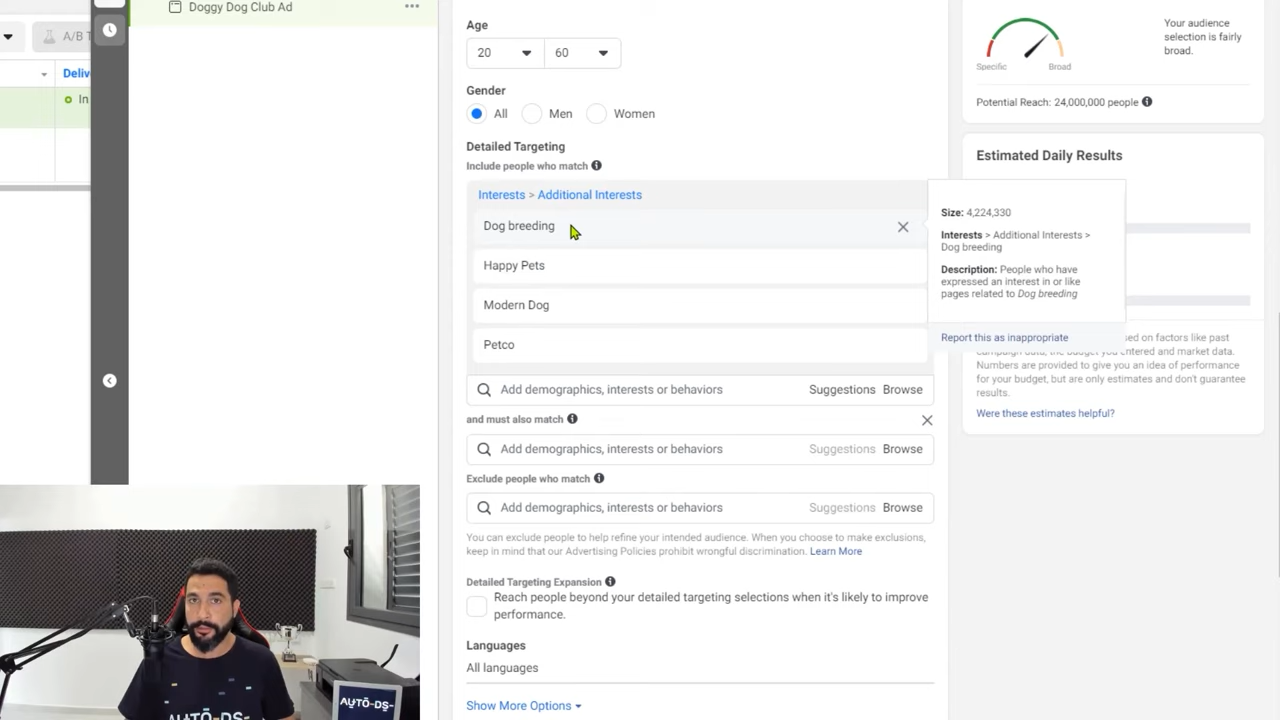 Doggy Dog Club Ad
A/B T
Deliv
In
Age
20
60
Gender
All
Men
Women
Detailed Targeting
Include people who match
Interests > Additional Interests
Dog breeding
Happy Pets
Modern Dog
Petco
Add demographics, interests or behaviors
Suggestions
Browse
and must also match
Add demographics, interests or behaviors
Suggestions
Browse
Exclude people who match
Add demographics, interests or behaviors
Suggestions
Browse
You can exclude people to help refine your intended audience. When you choose to make exclusions,
keep in mind that our Advertising Policies prohibit wrongful discrimination. Learn More
Detailed Targeting Expansion
Reach people beyond your detailed targeting selections when it's likely to improve
performance.
Languages
All languages
Show More Options
Specific
Broad
Your audience
selection is fairly
broad.
Potential Reach: 24,000,000 people
Estimated Daily Results
Size: 4,224,330
Interests > Additional Interests >
Dog breeding
Description: People who have
expressed an interest in or like
pages related to Dog breeding
Report this as inappropriate
sed on factors like past
campaign data, the budget you entered and market data.
Numbers are provided to give you an idea of performance
for your budget, but are only estimates and don't guarantee
results.
Were these estimates helpful?
AUTO-DS-
AUTO-DS-